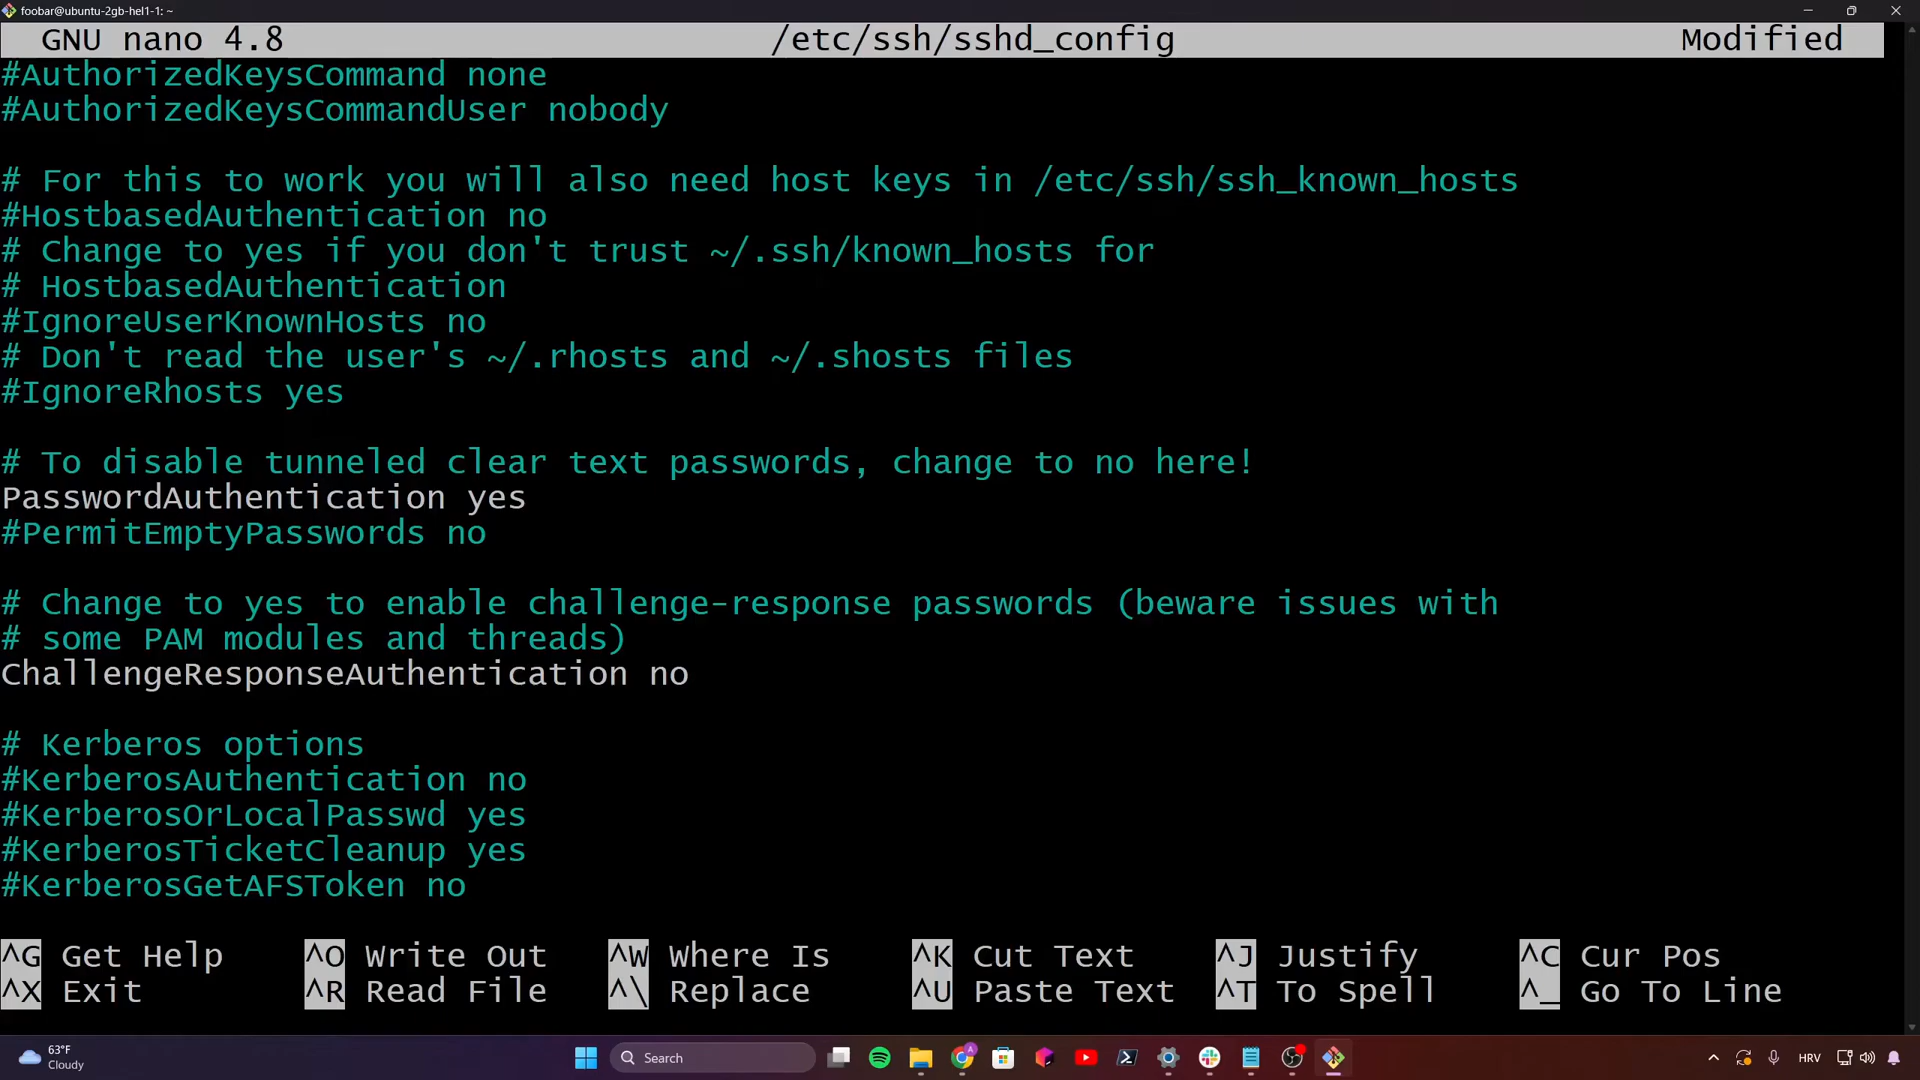 foobar@ubuntu-2gb-hel1-1: ~
GNU nano 4.8 /etc/ssh/sshd_config Modified
#AuthorizedKeysCommand none
#AuthorizedKeysCommandUser nobody
# For this to work you will also need host keys in /etc/ssh/ssh_known_hosts
#HostbasedAuthentication no
# Change to yes if you don't trust ~/.ssh/known_hosts for
# HostbasedAuthentication
#IgnoreUserKnownHosts no
# Don't read the user's ~/.rhosts and ~/.shosts files
#IgnoreRhosts yes
# To disable tunneled clear text passwords, change to no here!
PasswordAuthentication yes
#PermitEmptyPasswords no
# Change to yes to enable challenge-response passwords (beware issues with
# some PAM modules and threads)
ChallengeResponseAuthentication no
# Kerberos options
#KerberosAuthentication no
#KerberosOrLocalPasswd yes
#KerberosTicketCleanup yes
#KerberosGetAFSToken no
^G Get Help ^O Write Out ^W Where Is ^K Cut Text ^J Justify ^C Cur Pos
^X Exit ^R Read File ^\ Replace ^U Paste Text ^T To Spell ^_ Go To Line
63°F
Cloudy
Search
HRV